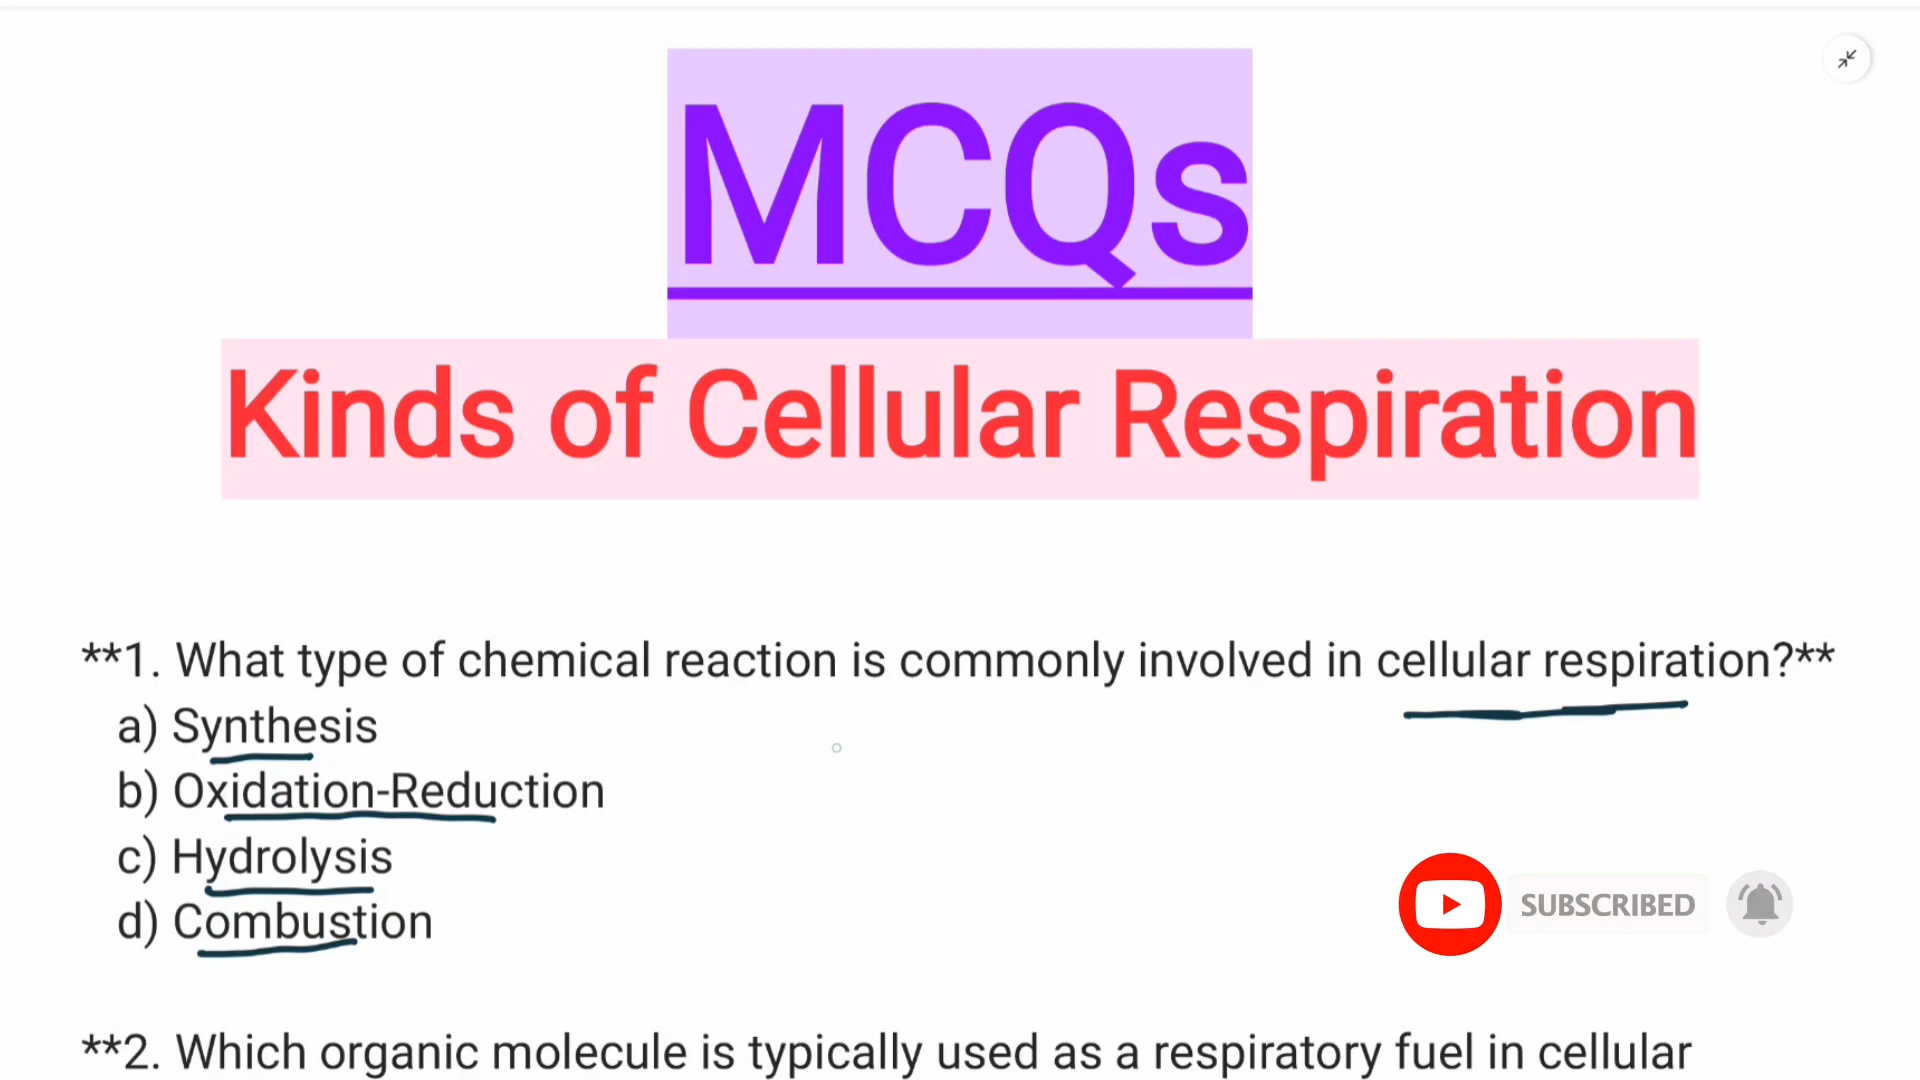 MCQs
Kinds of Cellular Respiration
**1. What type of chemical reaction is commonly involved in cellular respiration?**
a) Synthesis
b) Oxidation-Reduction
c) Hydrolysis
d) Combustion
SUBSCRIBED
**2. Which organic molecule is typically used as a respiratory fuel in cellular